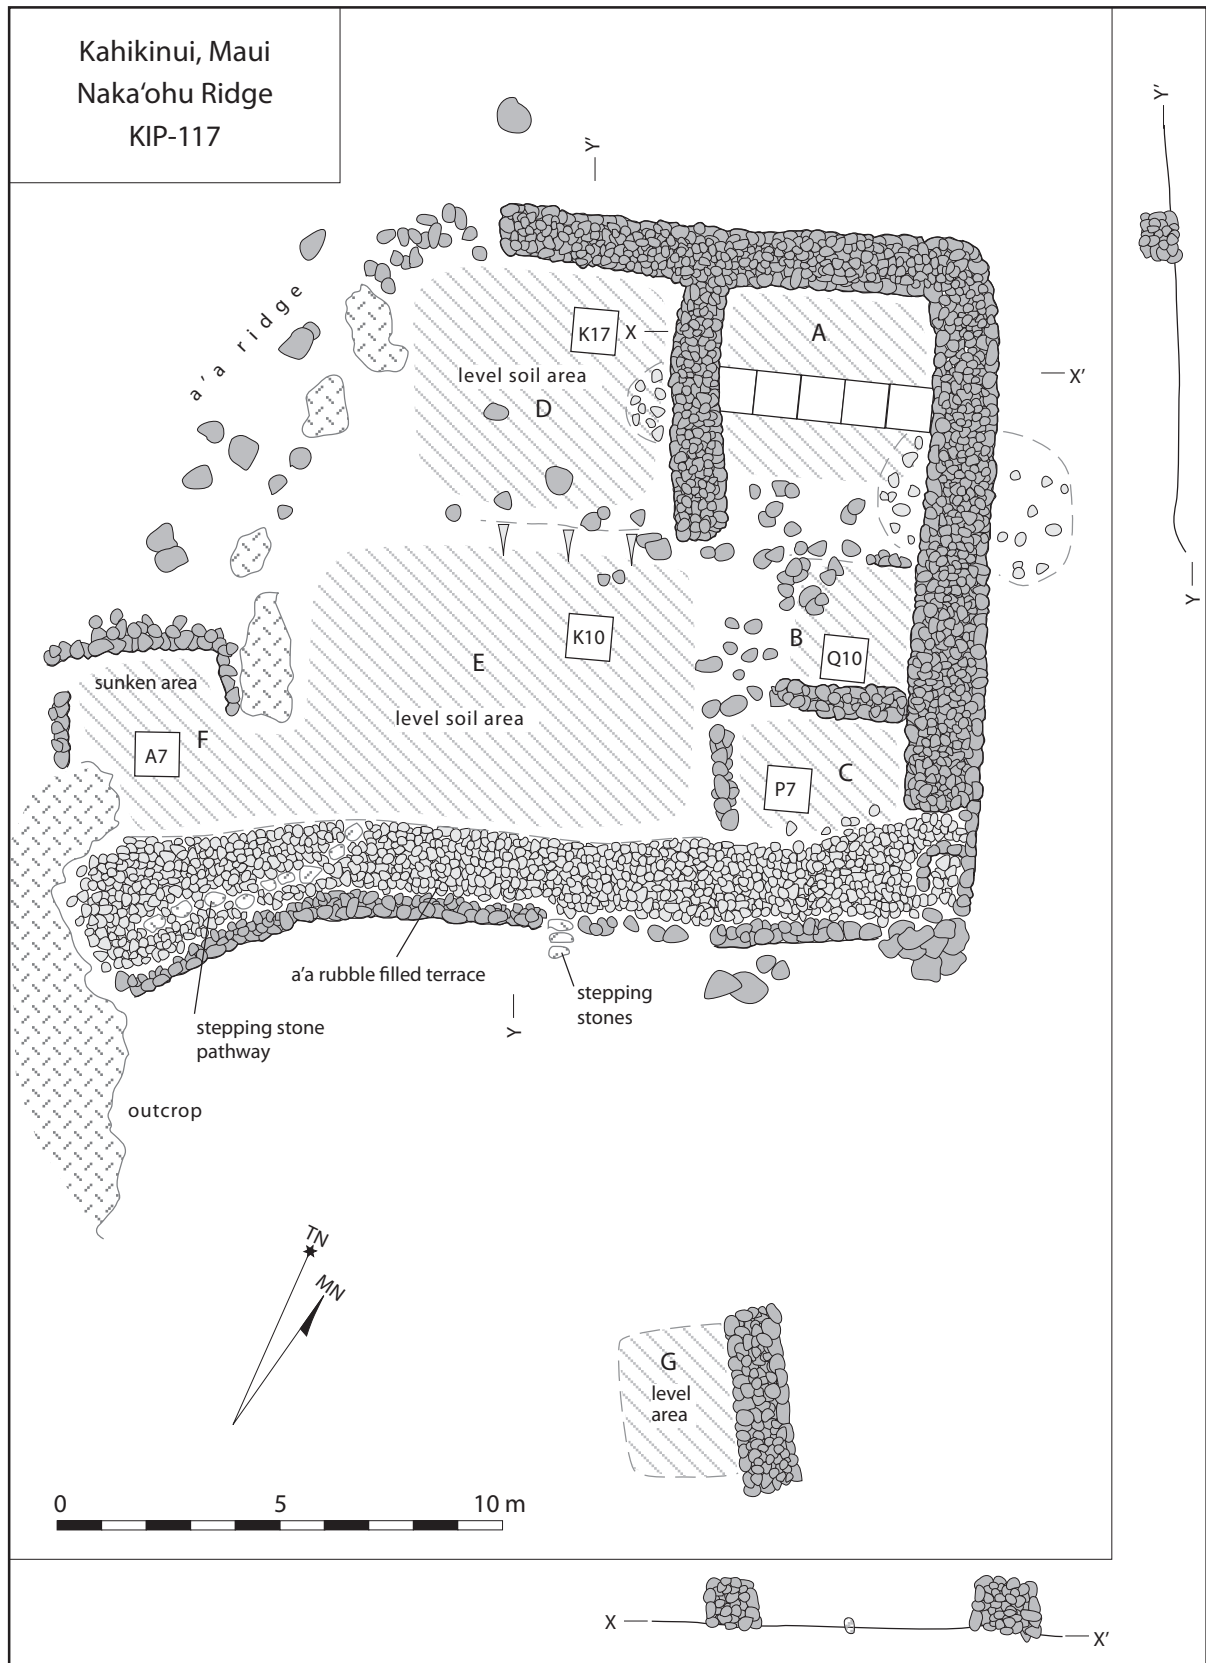 Kahikinui, Maui
Naka‘ohu Ridge
KIP-117
Y'
Y'
a'a ridge
K17
X
A
X'
level soil area
D
Y
K10
B
Q10
E
sunken area
level soil area
F
A7
C
P7
a'a rubble filled terrace
stepping
stones
stepping stone
pathway
Y
outcrop
TN
MN
G
level
area
0
5
10 m
X
X'